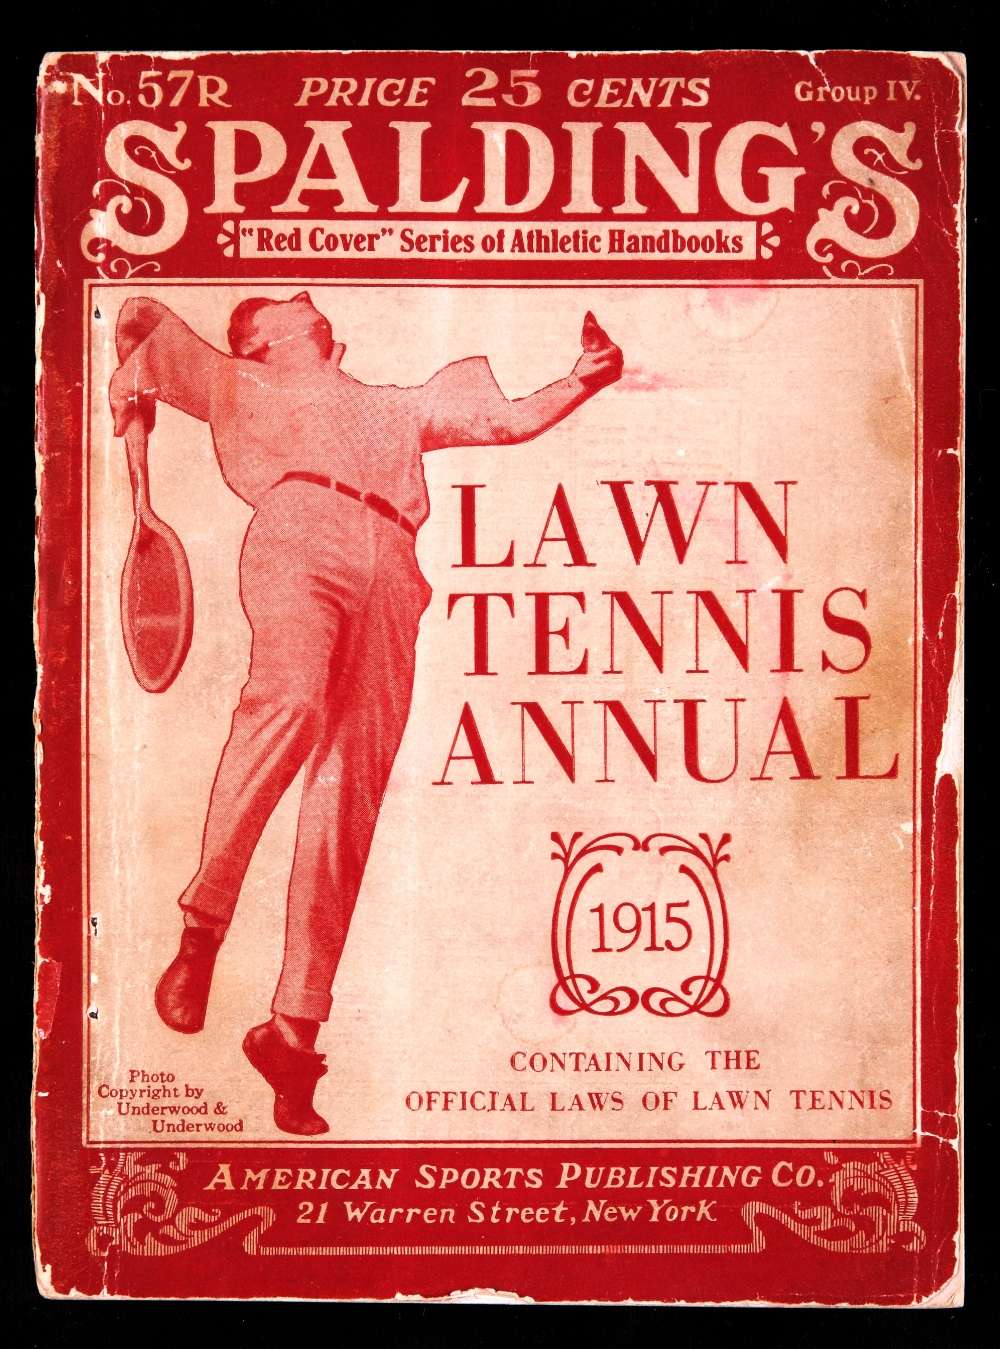 No. 57R PRICE 25 CENTS Group IV.
SPALDING'S
"Red Cover" Series of Athletic Handbooks
LAWN
TENNIS
ANNUAL
1915
CONTAINING THE
OFFICIAL LAWS OF LAWN TENNIS
Photo
Copyright by
Underwood &
Underwood
AMERICAN SPORTS PUBLISHING CO.
21 Warren Street, New York